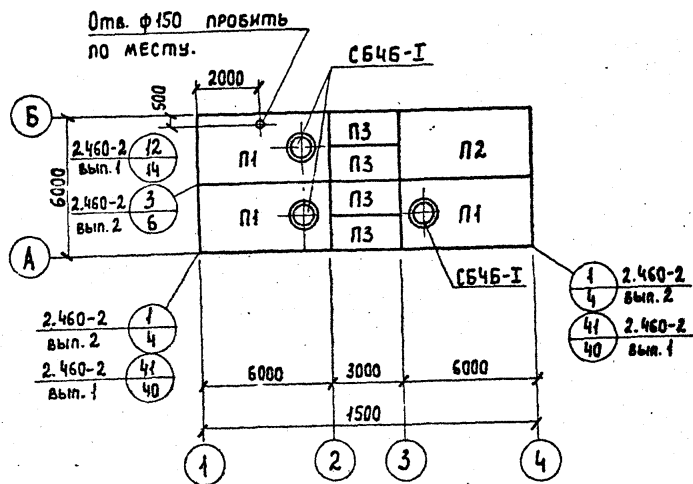 Отв. ф150 пробить
по месту.
СБ4Б-I
2000
500
Б
П3
П2
2.460-2 12
вып. 1 14
П1
П3
6000
2.460-2 3
вып. 2 6
П3
П1
П1
П3
А
СБ4Б-I
1 2.460-2
4 вып. 2
2.460-2 1
вып. 2 4
41 2.460-2
40 вып. 1
2.460-2 41
вып. 1 40
6000 3000 6000
1500
1 2 3 4